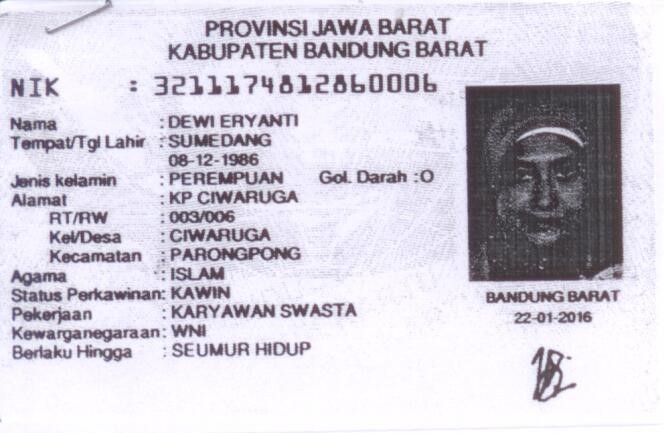 PROVINSI JAWA BARAT
KABUPATEN BANDUNG BARAT
NIK : 3211174812860006
Nama : DEWI ERYANTI
Tempat/Tgl Lahir : SUMEDANG
08-12-1986
Jenis kelamin : PEREMPUAN Gol. Darah : O
Alamat : KP CIWARUGA
RT/RW : 003/006
Kel/Desa : CIWARUGA
Kecamatan : PARONGPONG
Agama : ISLAM
Status Perkawinan: KAWIN
Pekerjaan : KARYAWAN SWASTA
Kewarganegaraan: WNI
Berlaku Hingga : SEUMUR HIDUP
BANDUNG BARAT
22-01-2016